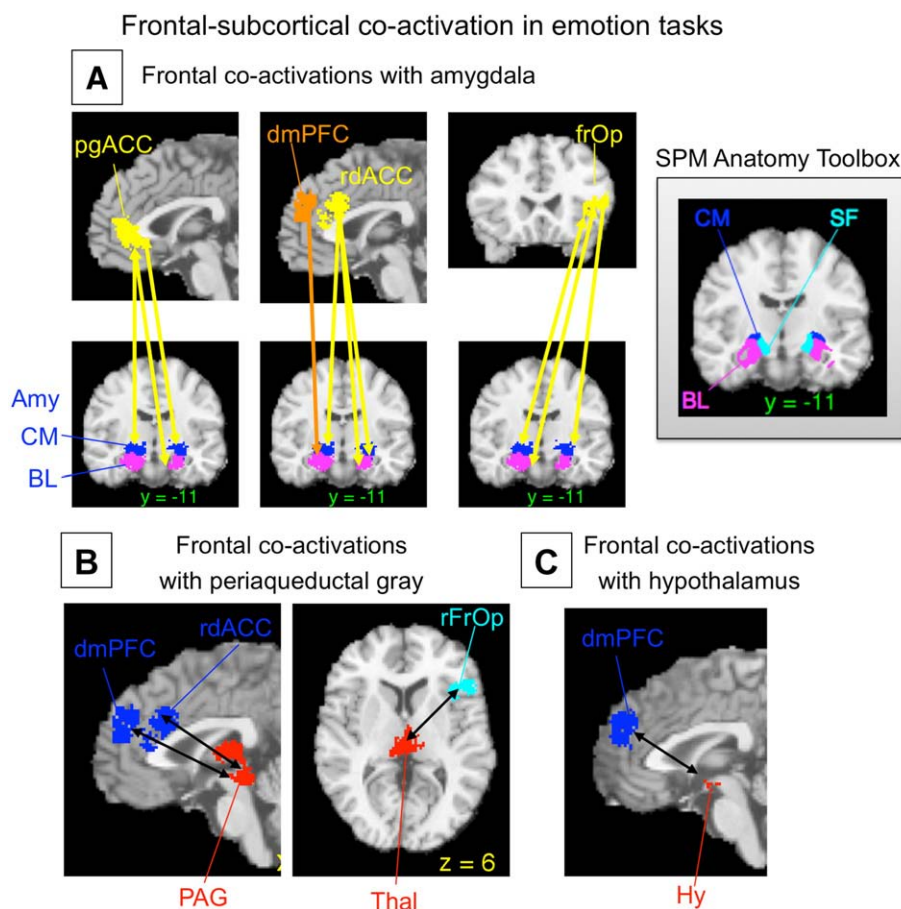 Frontal-subcortical co-activation in emotion tasks
A
Frontal co-activations with amygdala
pgACC
dmPFC
rdACC
frOp
SPM Anatomy Toolbox
CM
SF
BL
y = -11
Amy
CM
BL
y = -11
y = -11
y = -11
B
Frontal co-activations
with periaqueductal gray
dmPFC
rdACC
PAG
rFrOp
z = 6
Thal
C
Frontal co-activations
with hypothalamus
dmPFC
Hy